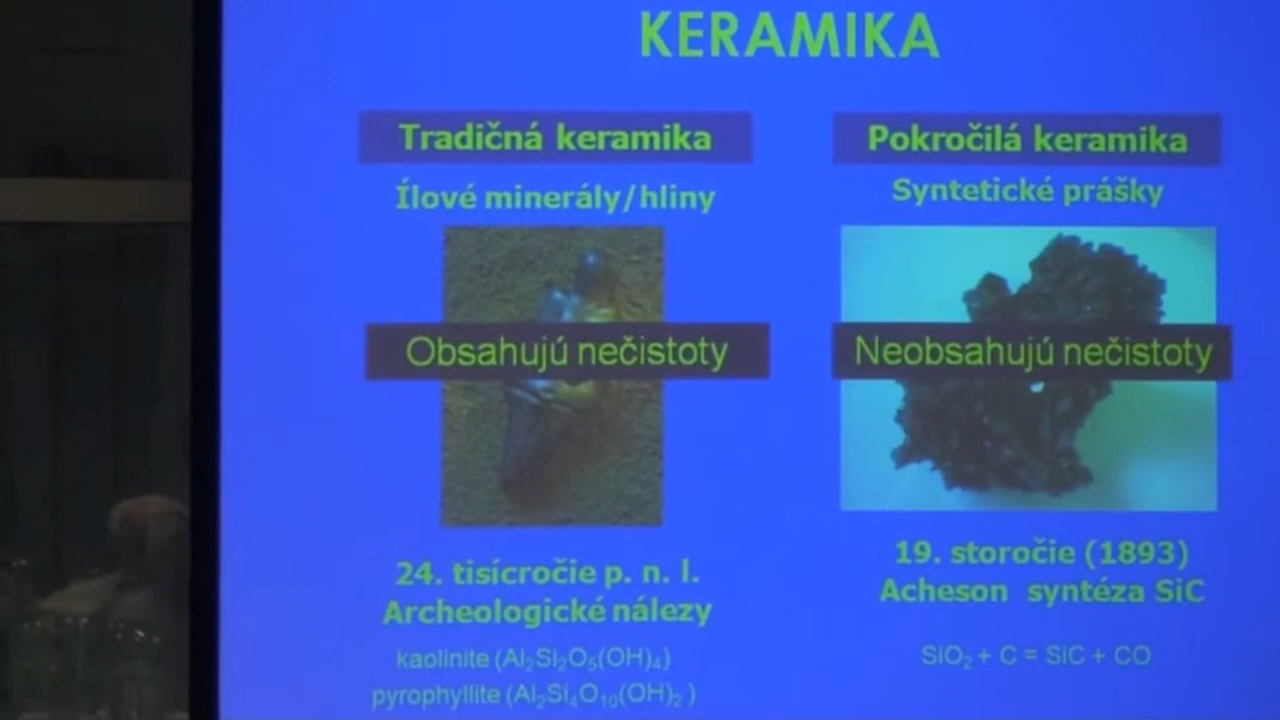 KERAMIKA
Tradičná keramika
Ílové minerály/hliny
Obsahujú nečistoty
24. tisícročie p. n. l.
Archeologické nálezy
kaolinite (Al₂Si₂O₅(OH)₄)
pyrophyllite (Al₂Si₄O₁₀(OH)₂ )
Pokročilá keramika
Syntetické prášky
Neobsahujú nečistoty
19. storočie (1893)
Acheson syntéza SiC
SiO₂ + C = SiC + CO